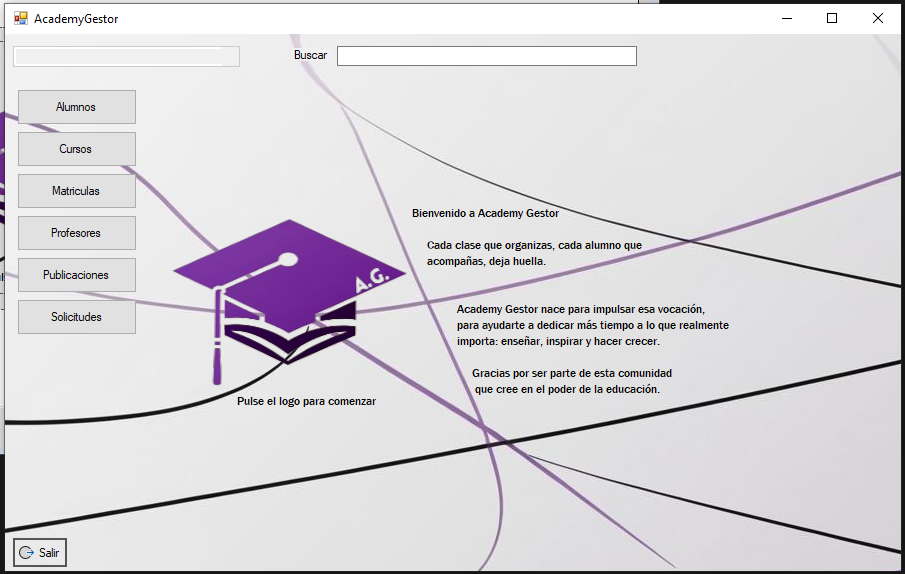 AcademyGestor
Buscar
Alumnos
Cursos
Matriculas
Profesores
Publicaciones
Solicitudes
A.G.
Pulse el logo para comenzar
Bienvenido a Academy Gestor
Cada clase que organizas, cada alumno que
acompañas, deja huella.
Academy Gestor nace para impulsar esa vocación,
para ayudarte a dedicar más tiempo a lo que realmente
importa: enseñar, inspirar y hacer crecer.
Gracias por ser parte de esta comunidad
que cree en el poder de la educación.
Salir